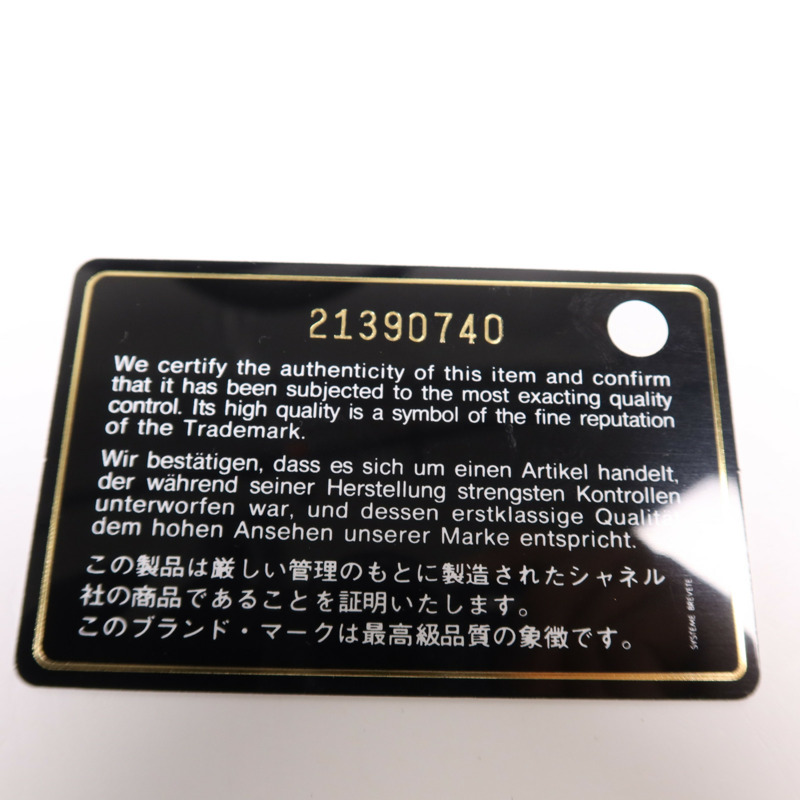 21390740
We certify the authenticity of this item and confirm
that it has been subjected to the most exacting quality
control. Its high quality is a symbol of the fine reputation
of the Trademark.
Wir bestätigen, dass es sich um einen Artikel handelt,
der während seiner Herstellung strengsten Kontrollen
unterworfen war, und dessen erstklassige Qualität
dem hohen Ansehen unserer Marke entspricht.
この製品は厳しい管理のもとに製造されたシャネル
社の商品であることを証明いたします。
このブランド・マークは最高級品質の象徴です。
SYSTEME BREVETE